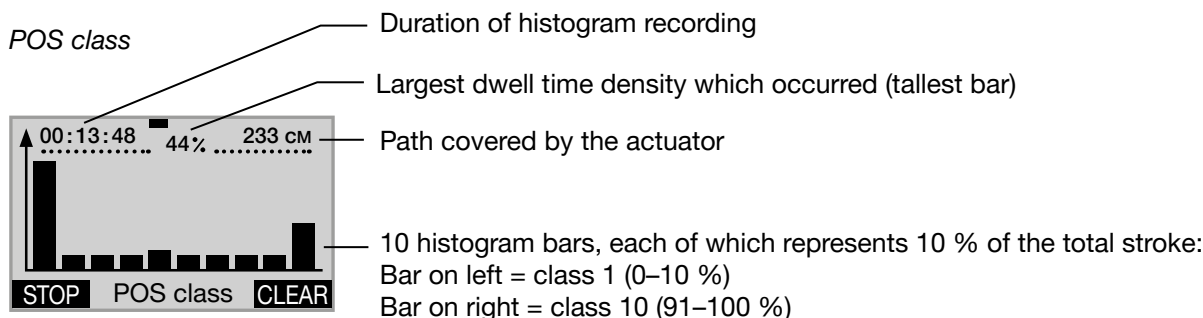 POS class
Duration of histogram recording
Largest dwell time density which occurred (tallest bar)
00:13:48 44% 233 CM
Path covered by the actuator
10 histogram bars, each of which represents 10 % of the total stroke:
Bar on left = class 1 (0–10 %)
Bar on right = class 10 (91–100 %)
STOP POS class CLEAR